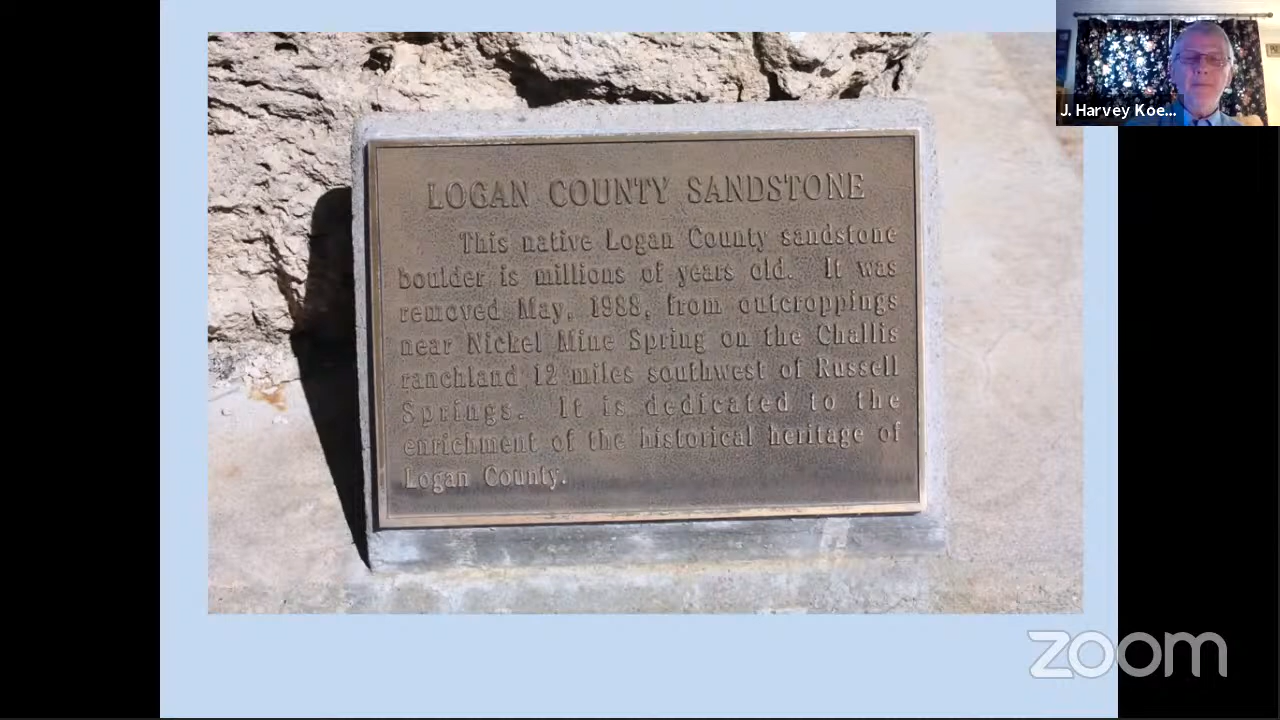 J. Harvey Koe...
LOGAN COUNTY SANDSTONE
This native Logan County sandstone
boulder is millions of years old. It was
removed May, 1988, from outcroppings
near Nickel Mine Spring on the Challis
ranchland 12 miles southwest of Russell
Springs. It is dedicated to the
enrichment of the historical heritage of
Logan County.
zoom